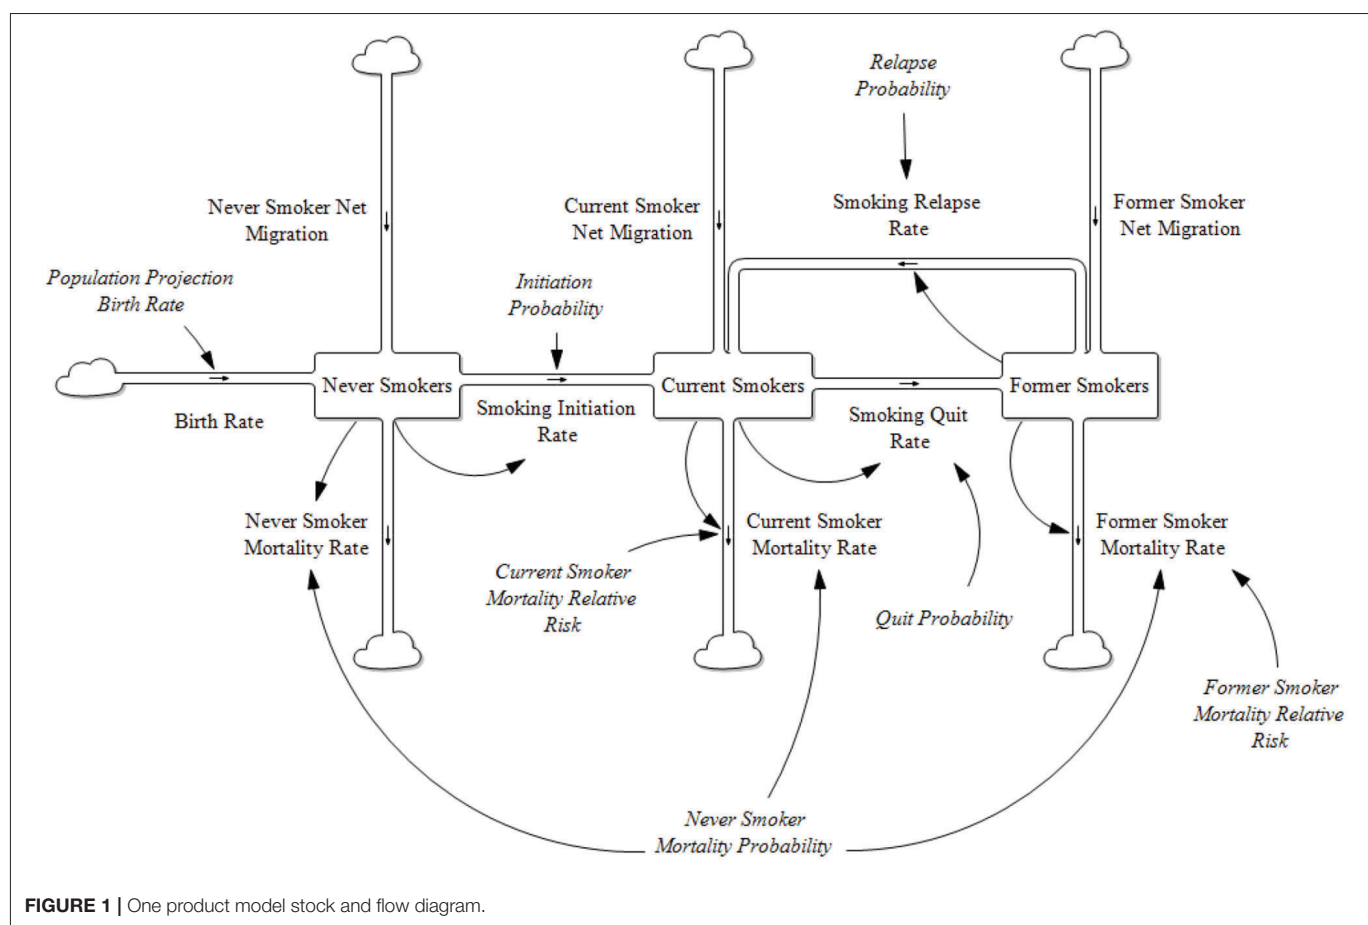 Relapse
Probability
Never Smoker Net
Migration
Current Smoker
Net Migration
Smoking Relapse
Rate
Former Smoker
Net Migration
Population Projection
Birth Rate
Initiation
Probability
Never Smokers
Current Smokers
Former Smokers
Birth Rate
Smoking Initiation
Rate
Smoking Quit
Rate
Never Smoker
Mortality Rate
Current Smoker
Mortality Rate
Former Smoker
Mortality Rate
Current Smoker
Mortality Relative
Risk
Quit Probability
Former Smoker
Mortality Relative
Risk
Never Smoker
Mortality Probability
FIGURE 1 | One product model stock and flow diagram.